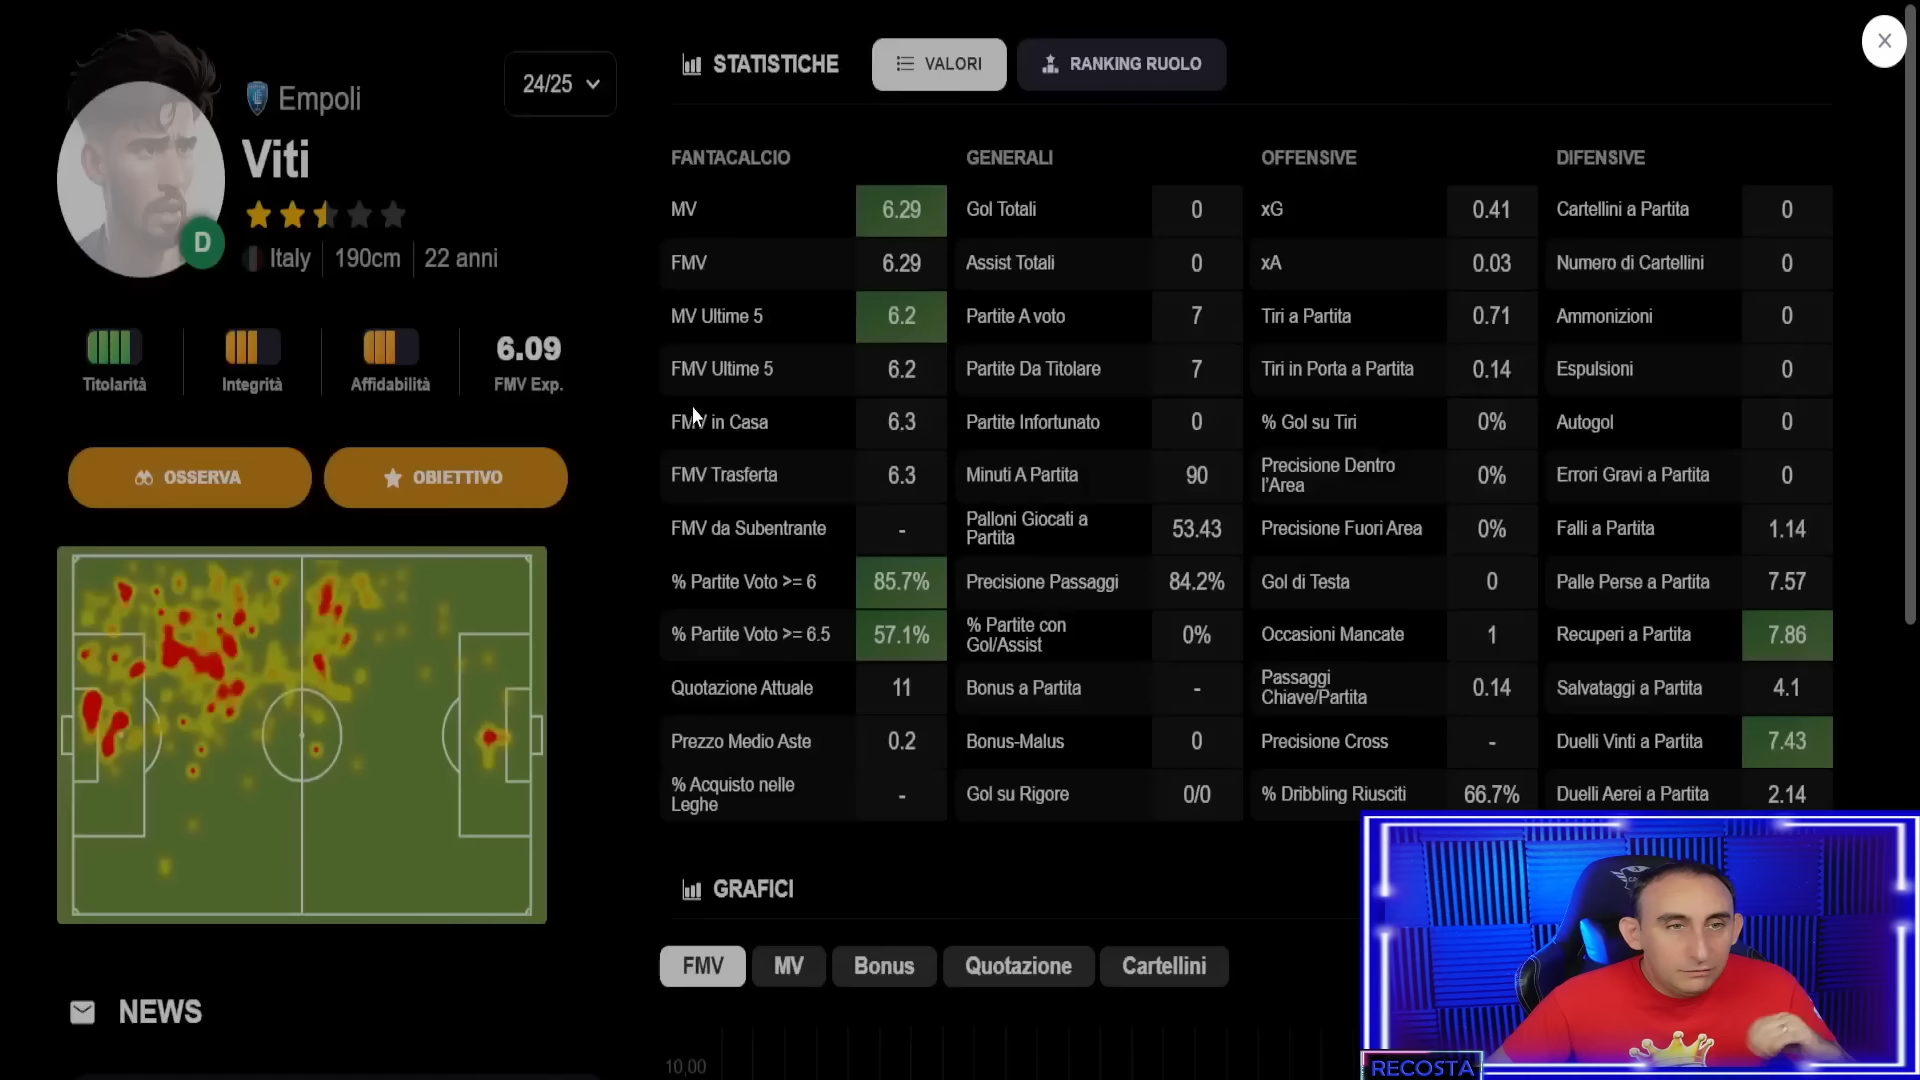 Empoli
24/25
Viti
D
Italy
190cm
22 anni
Titolarità
Integrità
Affidabilità
6.09
FMV Exp.
OSSERVA
OBIETTIVO
NEWS
STATISTICHE
VALORI
RANKING RUOLO
FANTACALCIO
MV 6.29
FMV 6.29
MV Ultime 5 6.2
FMV Ultime 5 6.2
FMV in Casa 6.3
FMV Trasferta 6.3
FMV da Subentrante -
% Partite Voto >= 6 85.7%
% Partite Voto >= 6.5 57.1%
Quotazione Attuale 11
Prezzo Medio Aste 0.2
% Acquisto nelle
Leghe -
GENERALI
Gol Totali 0
Assist Totali 0
Partite A voto 7
Partite Da Titolare 7
Partite Infortunato 0
Minuti A Partita 90
Palloni Giocati a
Partita 53.43
Precisione Passaggi 84.2%
% Partite con
Gol/Assist 0%
Bonus a Partita -
Bonus-Malus 0
Gol su Rigore 0/0
OFFENSIVE
xG 0.41
xA 0.03
Tiri a Partita 0.71
Tiri in Porta a Partita 0.14
% Gol su Tiri 0%
Precisione Dentro
l'Area 0%
Precisione Fuori Area 0%
Gol di Testa 0
Occasioni Mancate 1
Passaggi
Chiave/Partita 0.14
Precisione Cross -
% Dribbling Riusciti 66.7%
DIFENSIVE
Cartellini a Partita 0
Numero di Cartellini 0
Ammonizioni 0
Espulsioni 0
Autogol 0
Errori Gravi a Partita 0
Falli a Partita 1.14
Palle Perse a Partita 7.57
Recuperi a Partita 7.86
Salvataggi a Partita 4.1
Duelli Vinti a Partita 7.43
Duelli Aerei a Partita 2.14
GRAFICI
FMV
MV
Bonus
Quotazione
Cartellini
10,00
RECOSTA